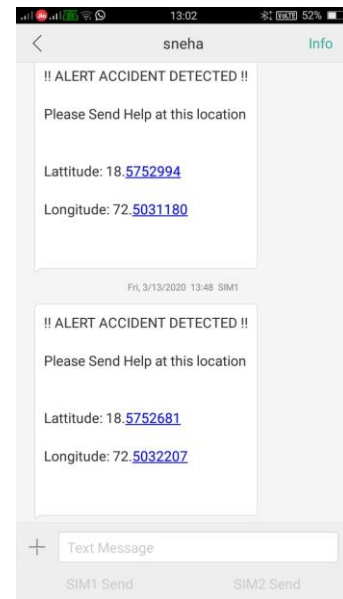 13:02
52%
sneha
Info
!! ALERT ACCIDENT DETECTED !!
Please Send Help at this location
Lattitude: 18.5752994
Longitude: 72.5031180
Fri, 3/13/2020 13:48 SIM1
!! ALERT ACCIDENT DETECTED !!
Please Send Help at this location
Lattitude: 18.5752681
Longitude: 72.5032207
Text Message
SIM1 Send SIM2 Send